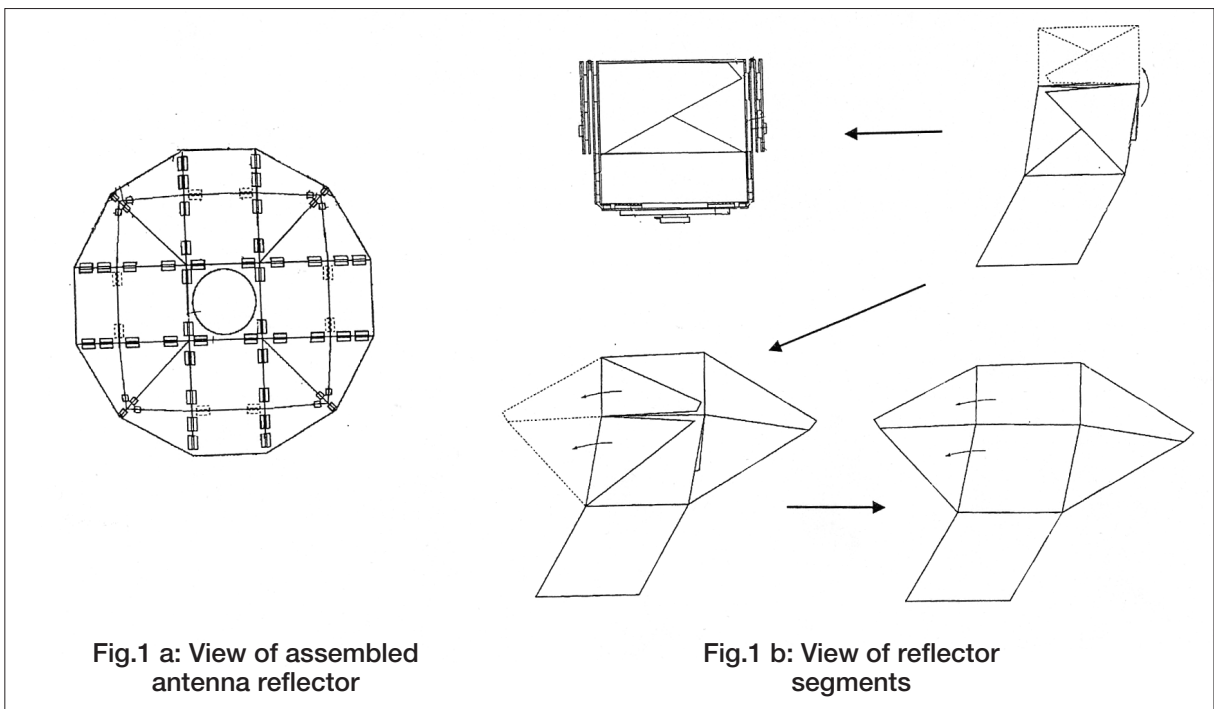 Fig.1 a: View of assembled
antenna reflector
Fig.1 b: View of reflector
segments